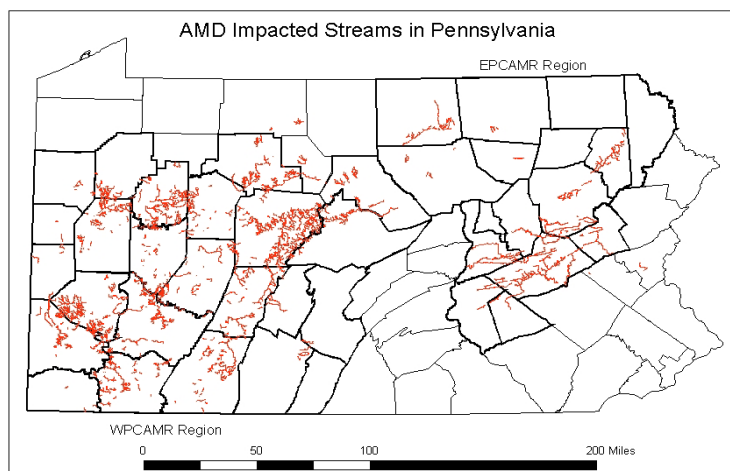 AMD Impacted Streams in Pennsylvania
EPCAMR Region
WPCAMR Region
0 50 100 200 Miles